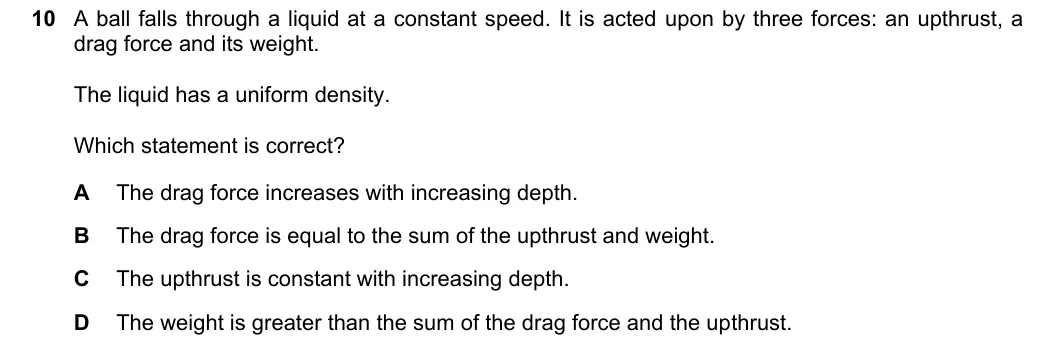 10 A ball falls through a liquid at a constant speed. It is acted upon by three forces: an upthrust, a
drag force and its weight.
The liquid has a uniform density.
Which statement is correct?
A The drag force increases with increasing depth.
B The drag force is equal to the sum of the upthrust and weight.
C The upthrust is constant with increasing depth.
D The weight is greater than the sum of the drag force and the upthrust.